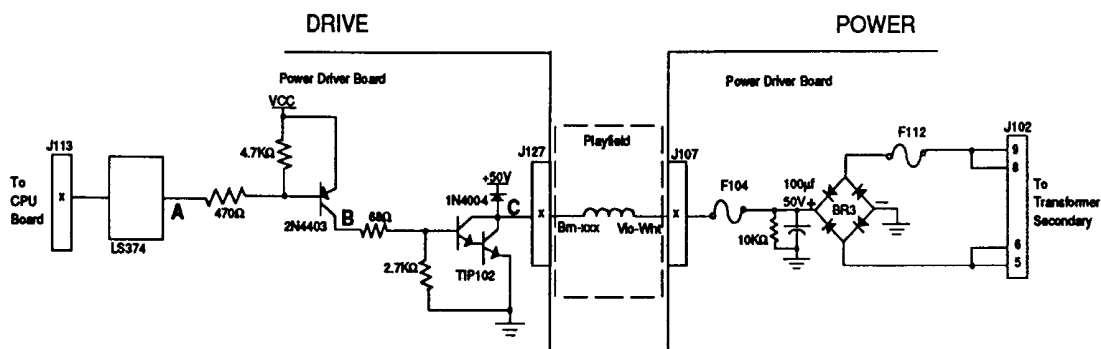 DRIVE
POWER
Power Driver Board
Power Driver Board
VCC
Playfield
F112
J102
J113
4.7KΩ
J127
J107
9
8
+50V
To
CPU
Board
x
1N4004
C
F104
100µf
50V +
BR3
−
To
Transformer
Secondary
A
470Ω
2N4403
B
68Ω
x
Brn-xxx
Vio-Wht
x
10KΩ
6
5
LS374
2.7KΩ
TIP102